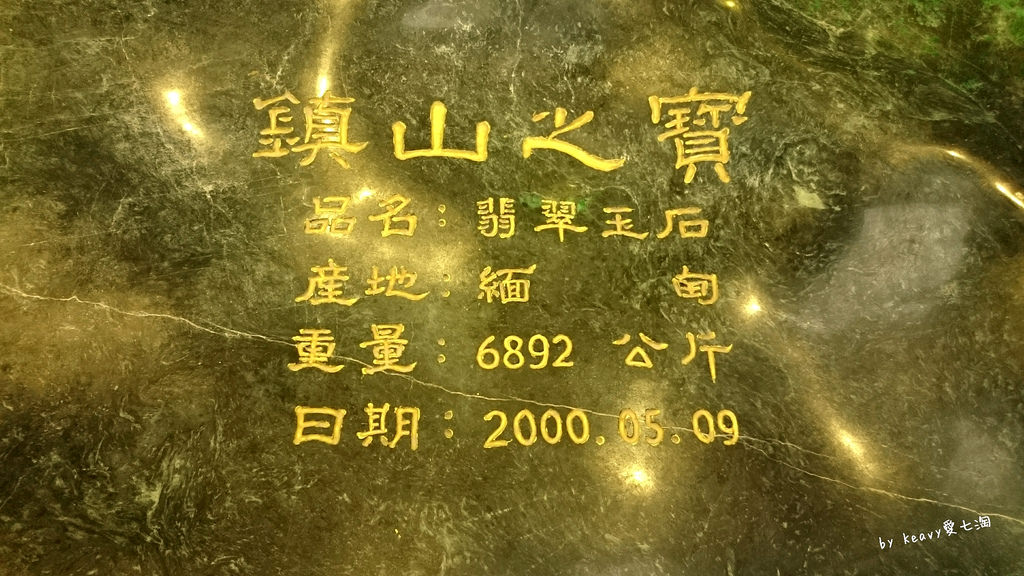 鎮山之寶
品名：翡翠玉石
産地：緬甸
重量：6892 公斤
日期：2000.05.09
by keavy愛七淘